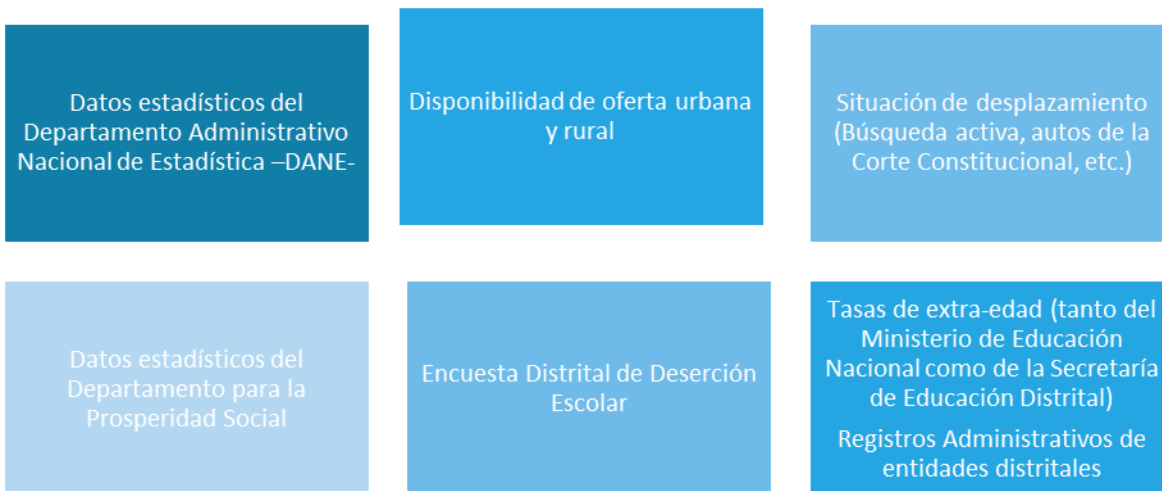 Datos estadísticos del
Departamento Administrativo
Nacional de Estadística –DANE-
Disponibilidad de oferta urbana
y rural
Situación de desplazamiento
(Búsqueda activa, autos de la
Corte Constitucional, etc.)
Datos estadísticos del
Departamento para la
Prosperidad Social
Encuesta Distrital de Deserción
Escolar
Tasas de extra-edad (tanto del
Ministerio de Educación
Nacional como de la Secretaría
de Educación Distrital)
Registros Administrativos de
entidades distritales